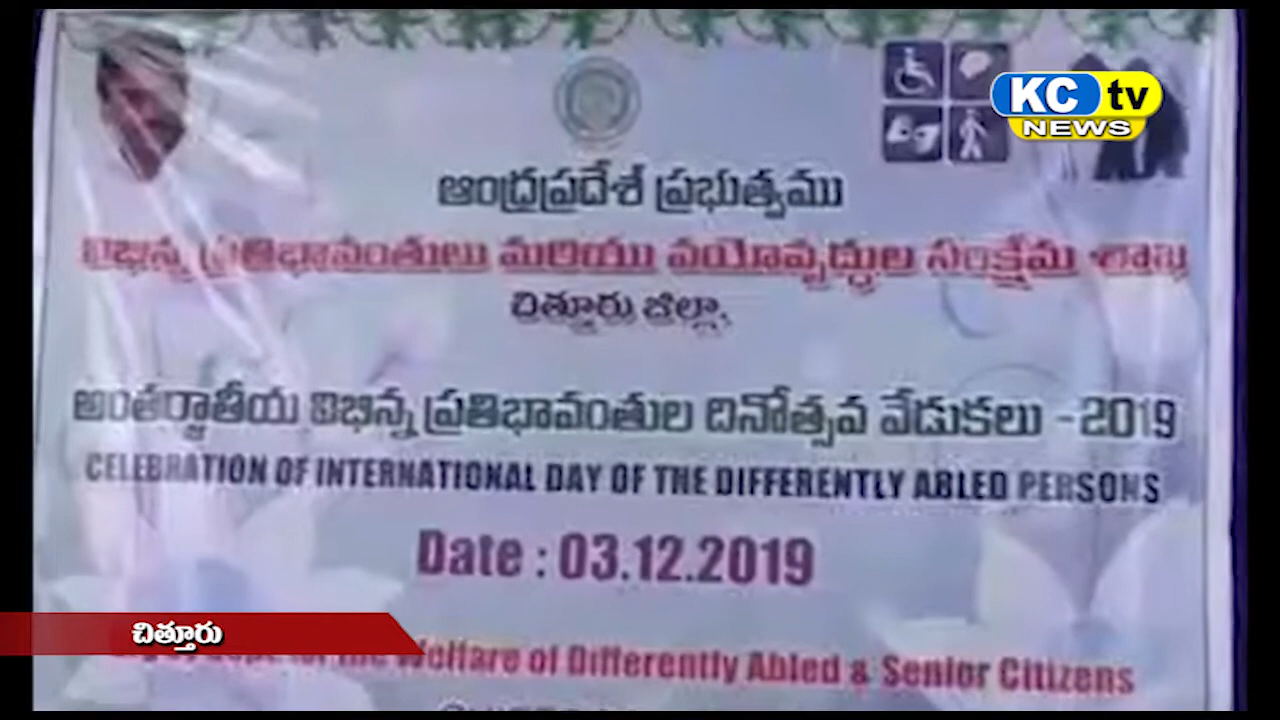 KC tv
NEWS
ఆంధ్రప్రదేశ్ ప్రభుత్వము
విభిన్న ప్రతిభావంతులు మరియు వయోవృద్ధుల సంక్షేమ శాఖ
చిత్తూరు జిల్లా.
అంతర్జాతీయ విభిన్న ప్రతిభావంతుల దినోత్సవ వేడుకలు - 2019
CELEBRATION OF INTERNATIONAL DAY OF THE DIFFERENTLY ABLED PERSONS
Date : 03.12.2019
చిత్తూరు
the Welfare of Differently Abled & Senior Citizens